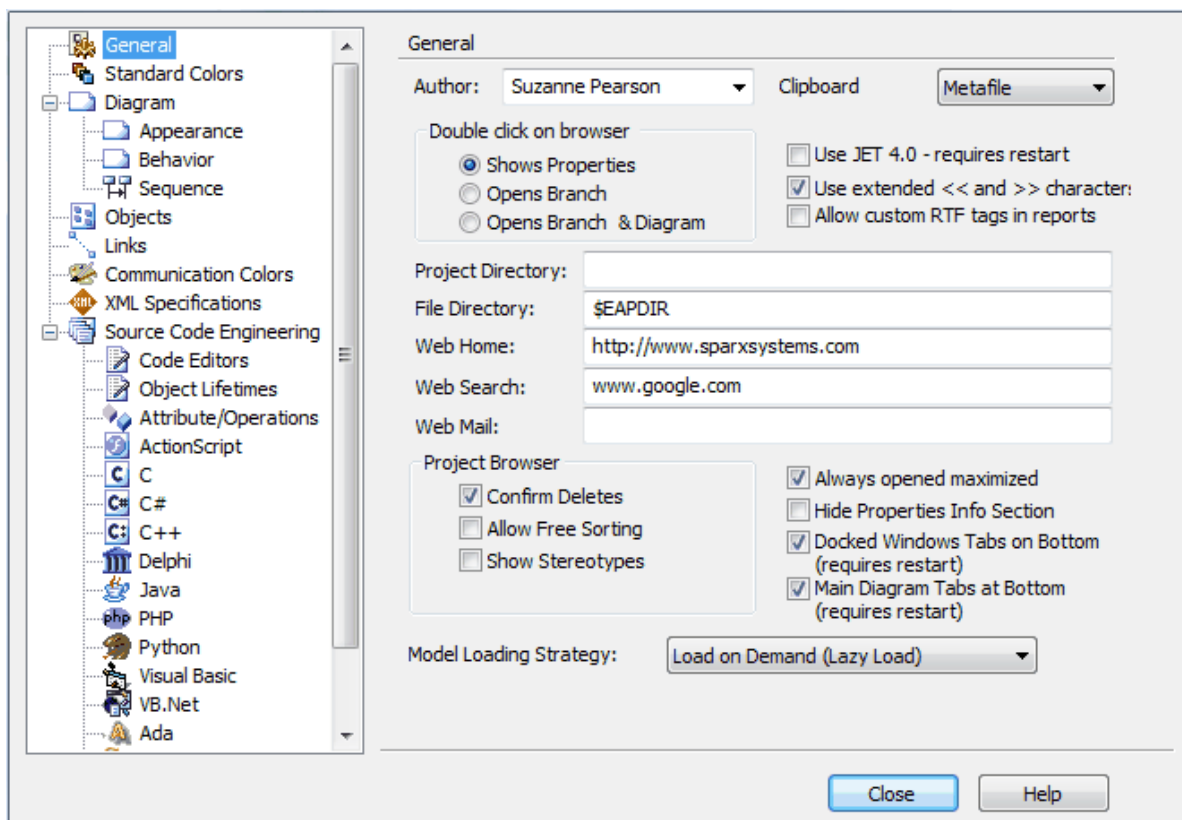 General
Standard Colors
Diagram
Appearance
Behavior
Sequence
Objects
Links
Communication Colors
XML Specifications
Source Code Engineering
Code Editors
Object Lifetimes
Attribute/Operations
ActionScript
C
C#
C++
Delphi
Java
php PHP
Python
Visual Basic
VB.Net
Ada
General
Author: Suzanne Pearson Clipboard Metafile
Double click on browser
Shows Properties
Opens Branch
Opens Branch & Diagram
Use JET 4.0 - requires restart
Use extended << and >> characters
Allow custom RTF tags in reports
Project Directory:
File Directory: $EAPDIR
Web Home: http://www.sparxsystems.com
Web Search: www.google.com
Web Mail:
Project Browser
Confirm Deletes
Allow Free Sorting
Show Stereotypes
Always opened maximized
Hide Properties Info Section
Docked Windows Tabs on Bottom
(requires restart)
Main Diagram Tabs at Bottom
(requires restart)
Model Loading Strategy: Load on Demand (Lazy Load)
Close Help